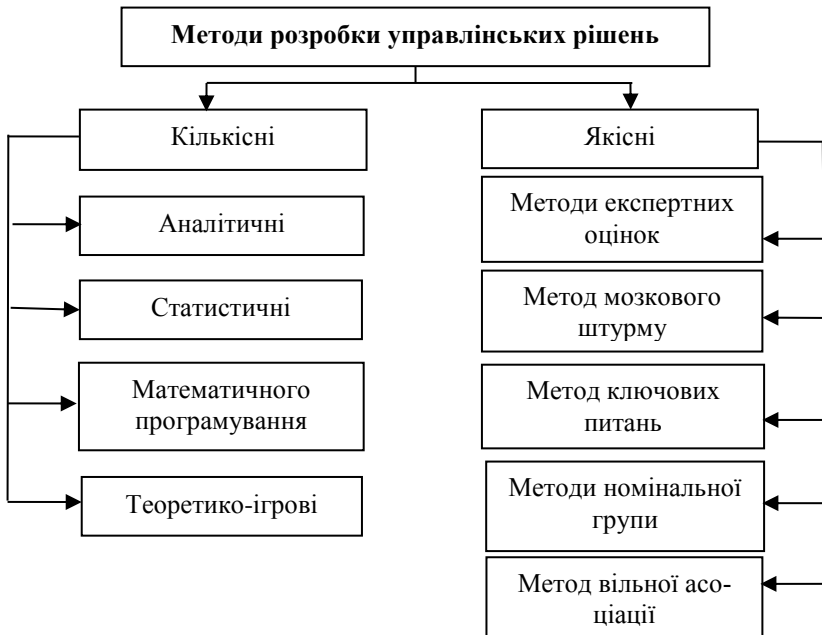 Методи розробки управлінських рішень
Кількісні
Аналітичні
Статистичні
Математичного
програмування
Теоретико-ігрові
Якісні
Методи експертних
оцінок
Метод мозкового
штурму
Метод ключових
питань
Методи номінальної
групи
Метод вільної асо-
ціації